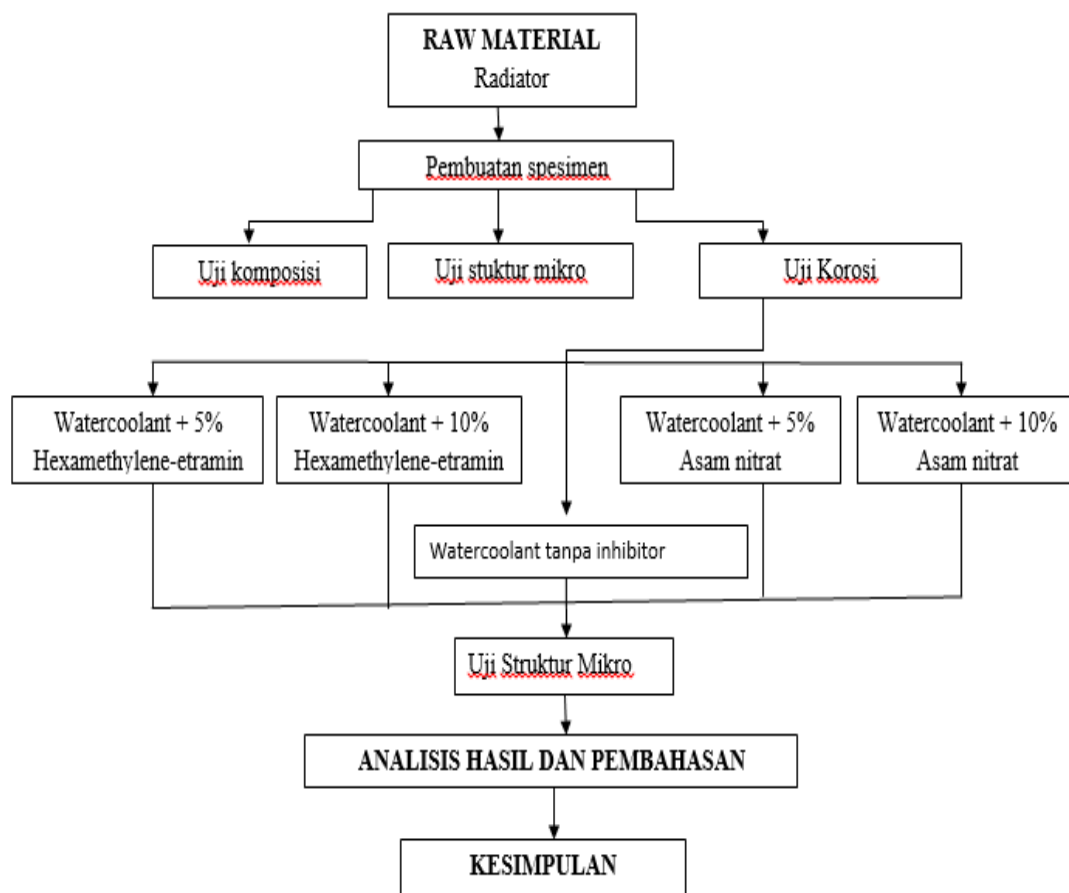 RAW MATERIAL
Radiator
Pembuatan spesimen
Uji komposisi
Uji stuktur mikro
Uji Korosi
Watercoolant + 5%
Hexamethylene-etramin
Watercoolant + 10%
Hexamethylene-etramin
Watercoolant + 5%
Asam nitrat
Watercoolant + 10%
Asam nitrat
Watercoolant tanpa inhibitor
Uji Struktur Mikro
ANALISIS HASIL DAN PEMBAHASAN
KESIMPULAN